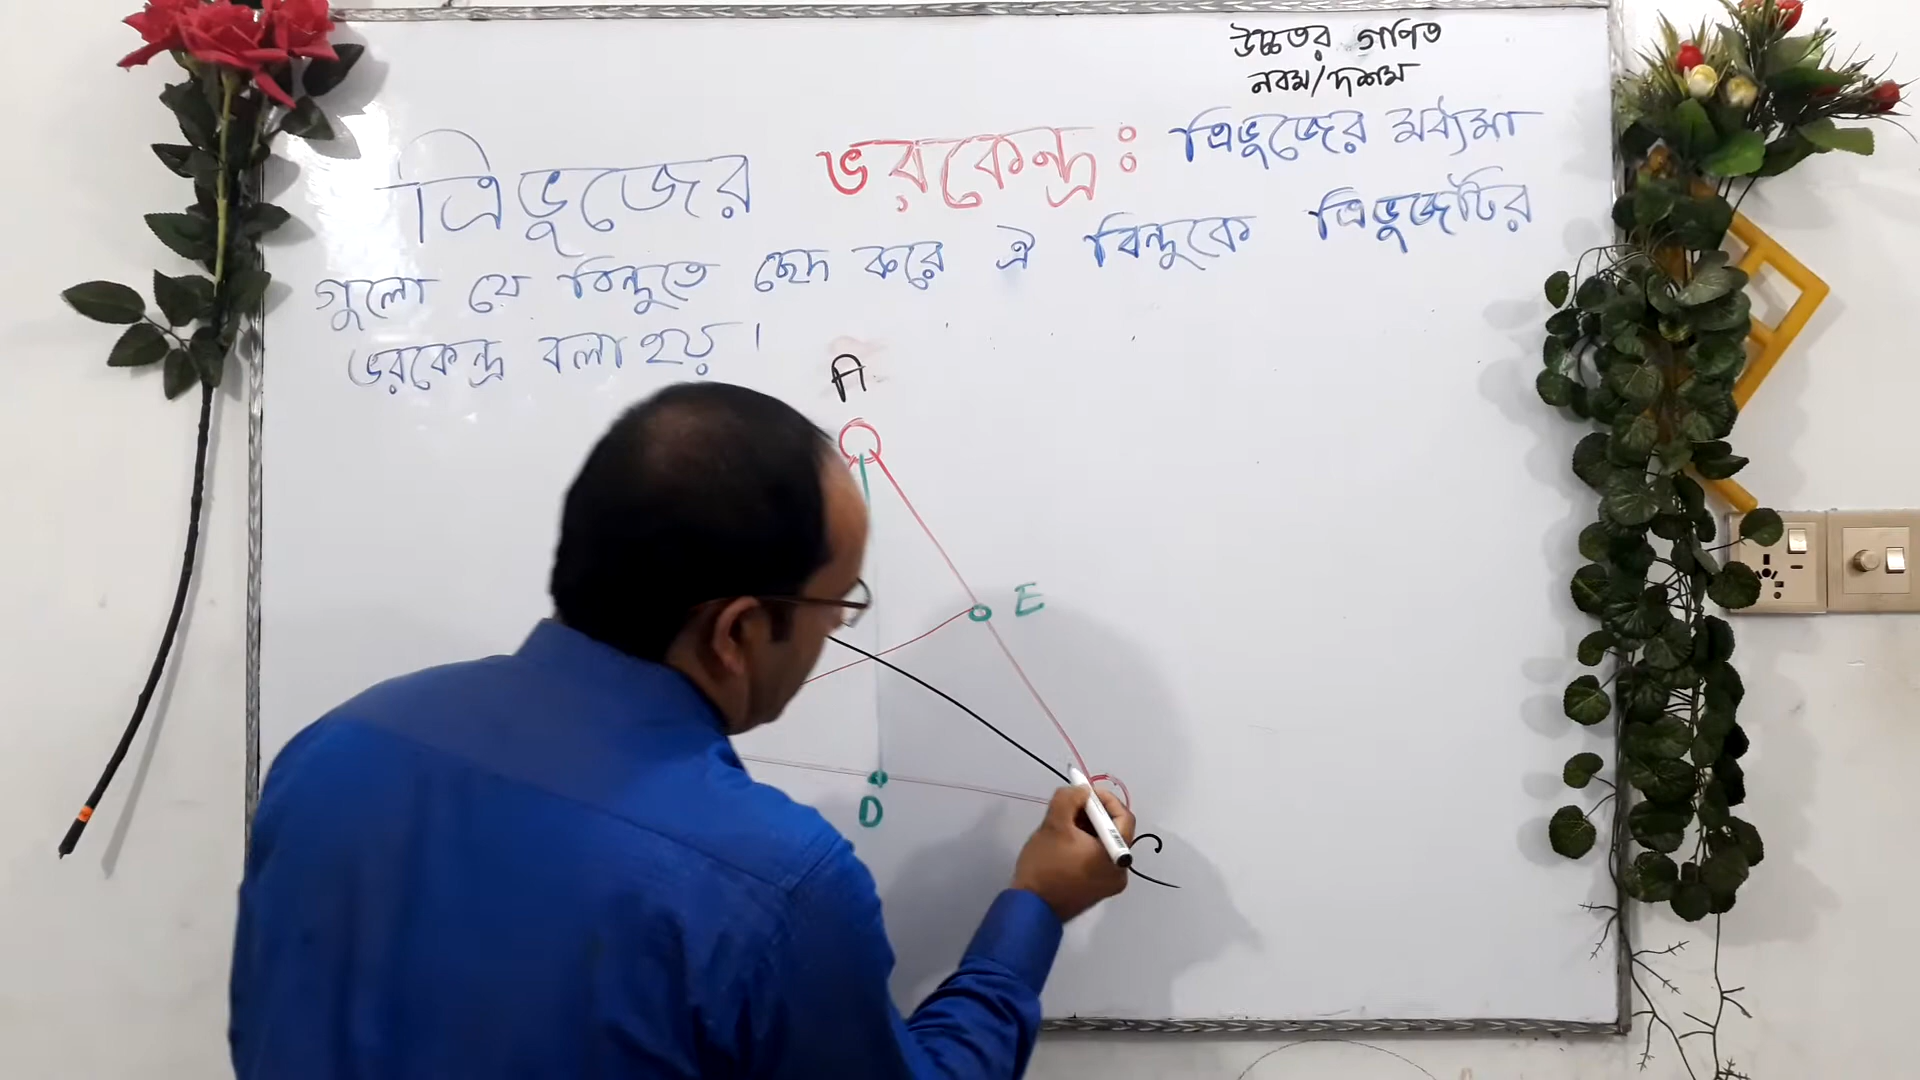 উচ্চতর গণিত
নবম/দশম
ত্রিভুজের ভরকেন্দ্র: ত্রিভুজের মধ্যমা
গুলো যে বিন্দুতে ছেদ করে ঐ বিন্দুকে ত্রিভুজটির
ভরকেন্দ্র বলা হয়।
A
E
D
C